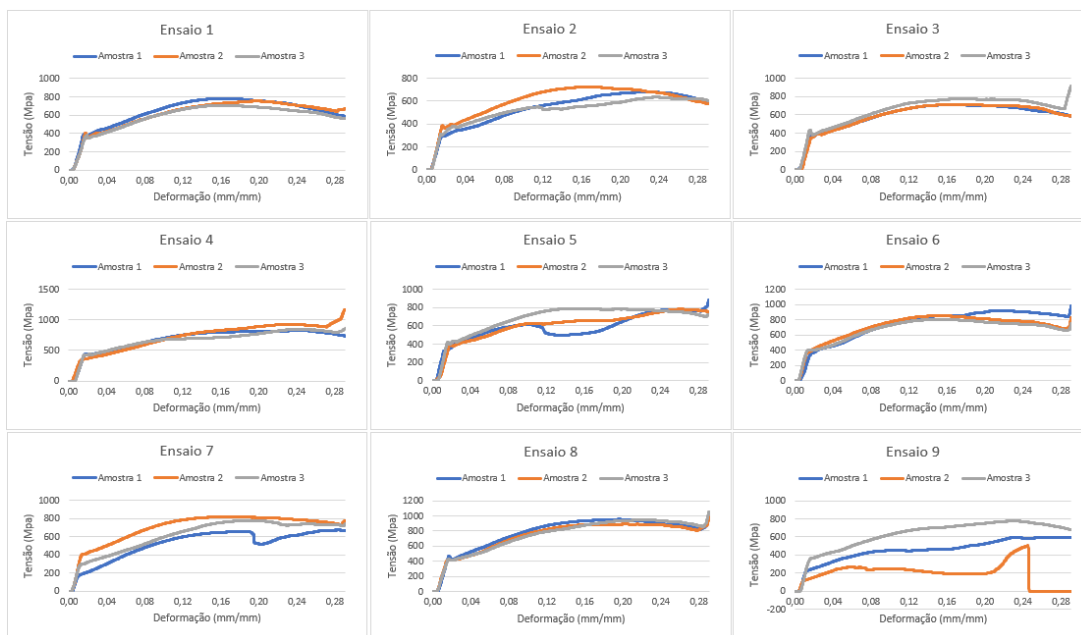 Ensaio 1
Amostra 1 Amostra 2 Amostra 3
Tensão (Mpa)
1000
800
600
400
200
0
0,00 0,04 0,08 0,12 0,16 0,20 0,24 0,28
Deformação (mm/mm)
Ensaio 2
Amostra 1 Amostra 2 Amostra 3
Tensão (Mpa)
800
600
400
200
0
0,00 0,04 0,08 0,12 0,16 0,20 0,24 0,28
Deformação (mm/mm)
Ensaio 3
Amostra 1 Amostra 2 Amostra 3
Tensão (Mpa)
1000
800
600
400
200
0
0,00 0,04 0,08 0,12 0,16 0,20 0,24 0,28
Deformação (mm/mm)
Ensaio 4
Amostra 1 Amostra 2 Amostra 3
Tensão (Mpa)
1500
1000
500
0
0,00 0,04 0,08 0,12 0,16 0,20 0,24 0,28
Deformação (mm/mm)
Ensaio 5
Amostra 1 Amostra 2 Amostra 3
Tensão (Mpa)
1000
800
600
400
200
0
0,00 0,04 0,08 0,12 0,16 0,20 0,24 0,28
Deformação (mm/mm)
Ensaio 6
Amostra 1 Amostra 2 Amostra 3
Tensão (Mpa)
1200
1000
800
600
400
200
0
0,00 0,04 0,08 0,12 0,16 0,20 0,24 0,28
Deformação (mm/mm)
Ensaio 7
Amostra 1 Amostra 2 Amostra 3
Tensão (Mpa)
1000
800
600
400
200
0
0,00 0,04 0,08 0,12 0,16 0,20 0,24 0,28
Deformação (mm/mm)
Ensaio 8
Amostra 1 Amostra 2 Amostra 3
Tensão (Mpa)
1200
1000
800
600
400
200
0
0,00 0,04 0,08 0,12 0,16 0,20 0,24 0,28
Deformação (mm/mm)
Ensaio 9
Amostra 1 Amostra 2 Amostra 3
Tensão (Mpa)
1000
800
600
400
200
0
-200
0,00 0,04 0,08 0,12 0,16 0,20 0,24 0,28
Deformação (mm/mm)